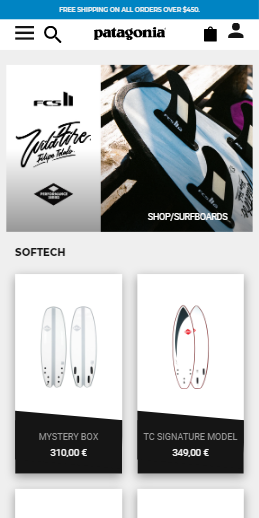 FREE SHIPPING ON ALL ORDERS OVER $450.
patagonia
FCS II
Wildfire.
Filipe Toledo.
PERFORMANCE
SHOP/SURFBOARDS
SOFTECH
MYSTERY BOX
310,00 €
TC SIGNATURE MODEL
349,00 €